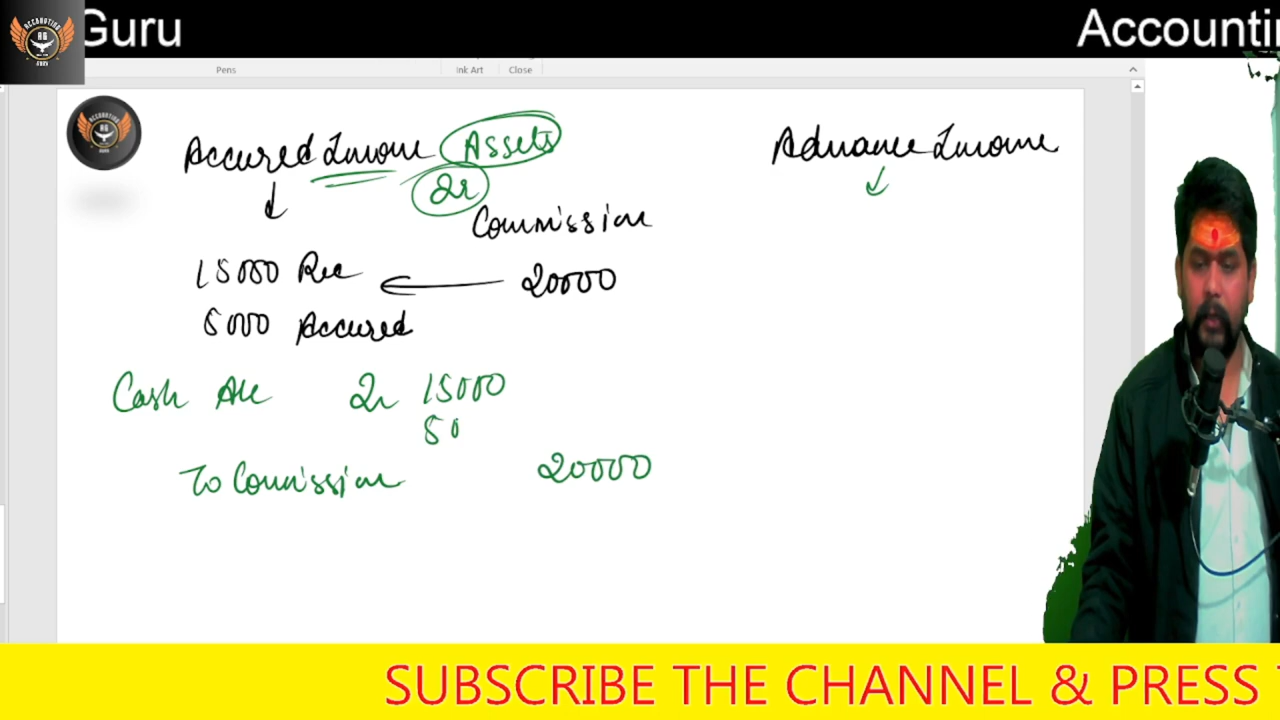 Guru
Accounti
Pens
Ink Art
Close
Accured Income Assets
Dr
Advance Income
Commission
15000 Rec
20000
5000 Accured
Cash A/c Dr 15000
50
To Commission 20000
SUBSCRIBE THE CHANNEL & PRESS